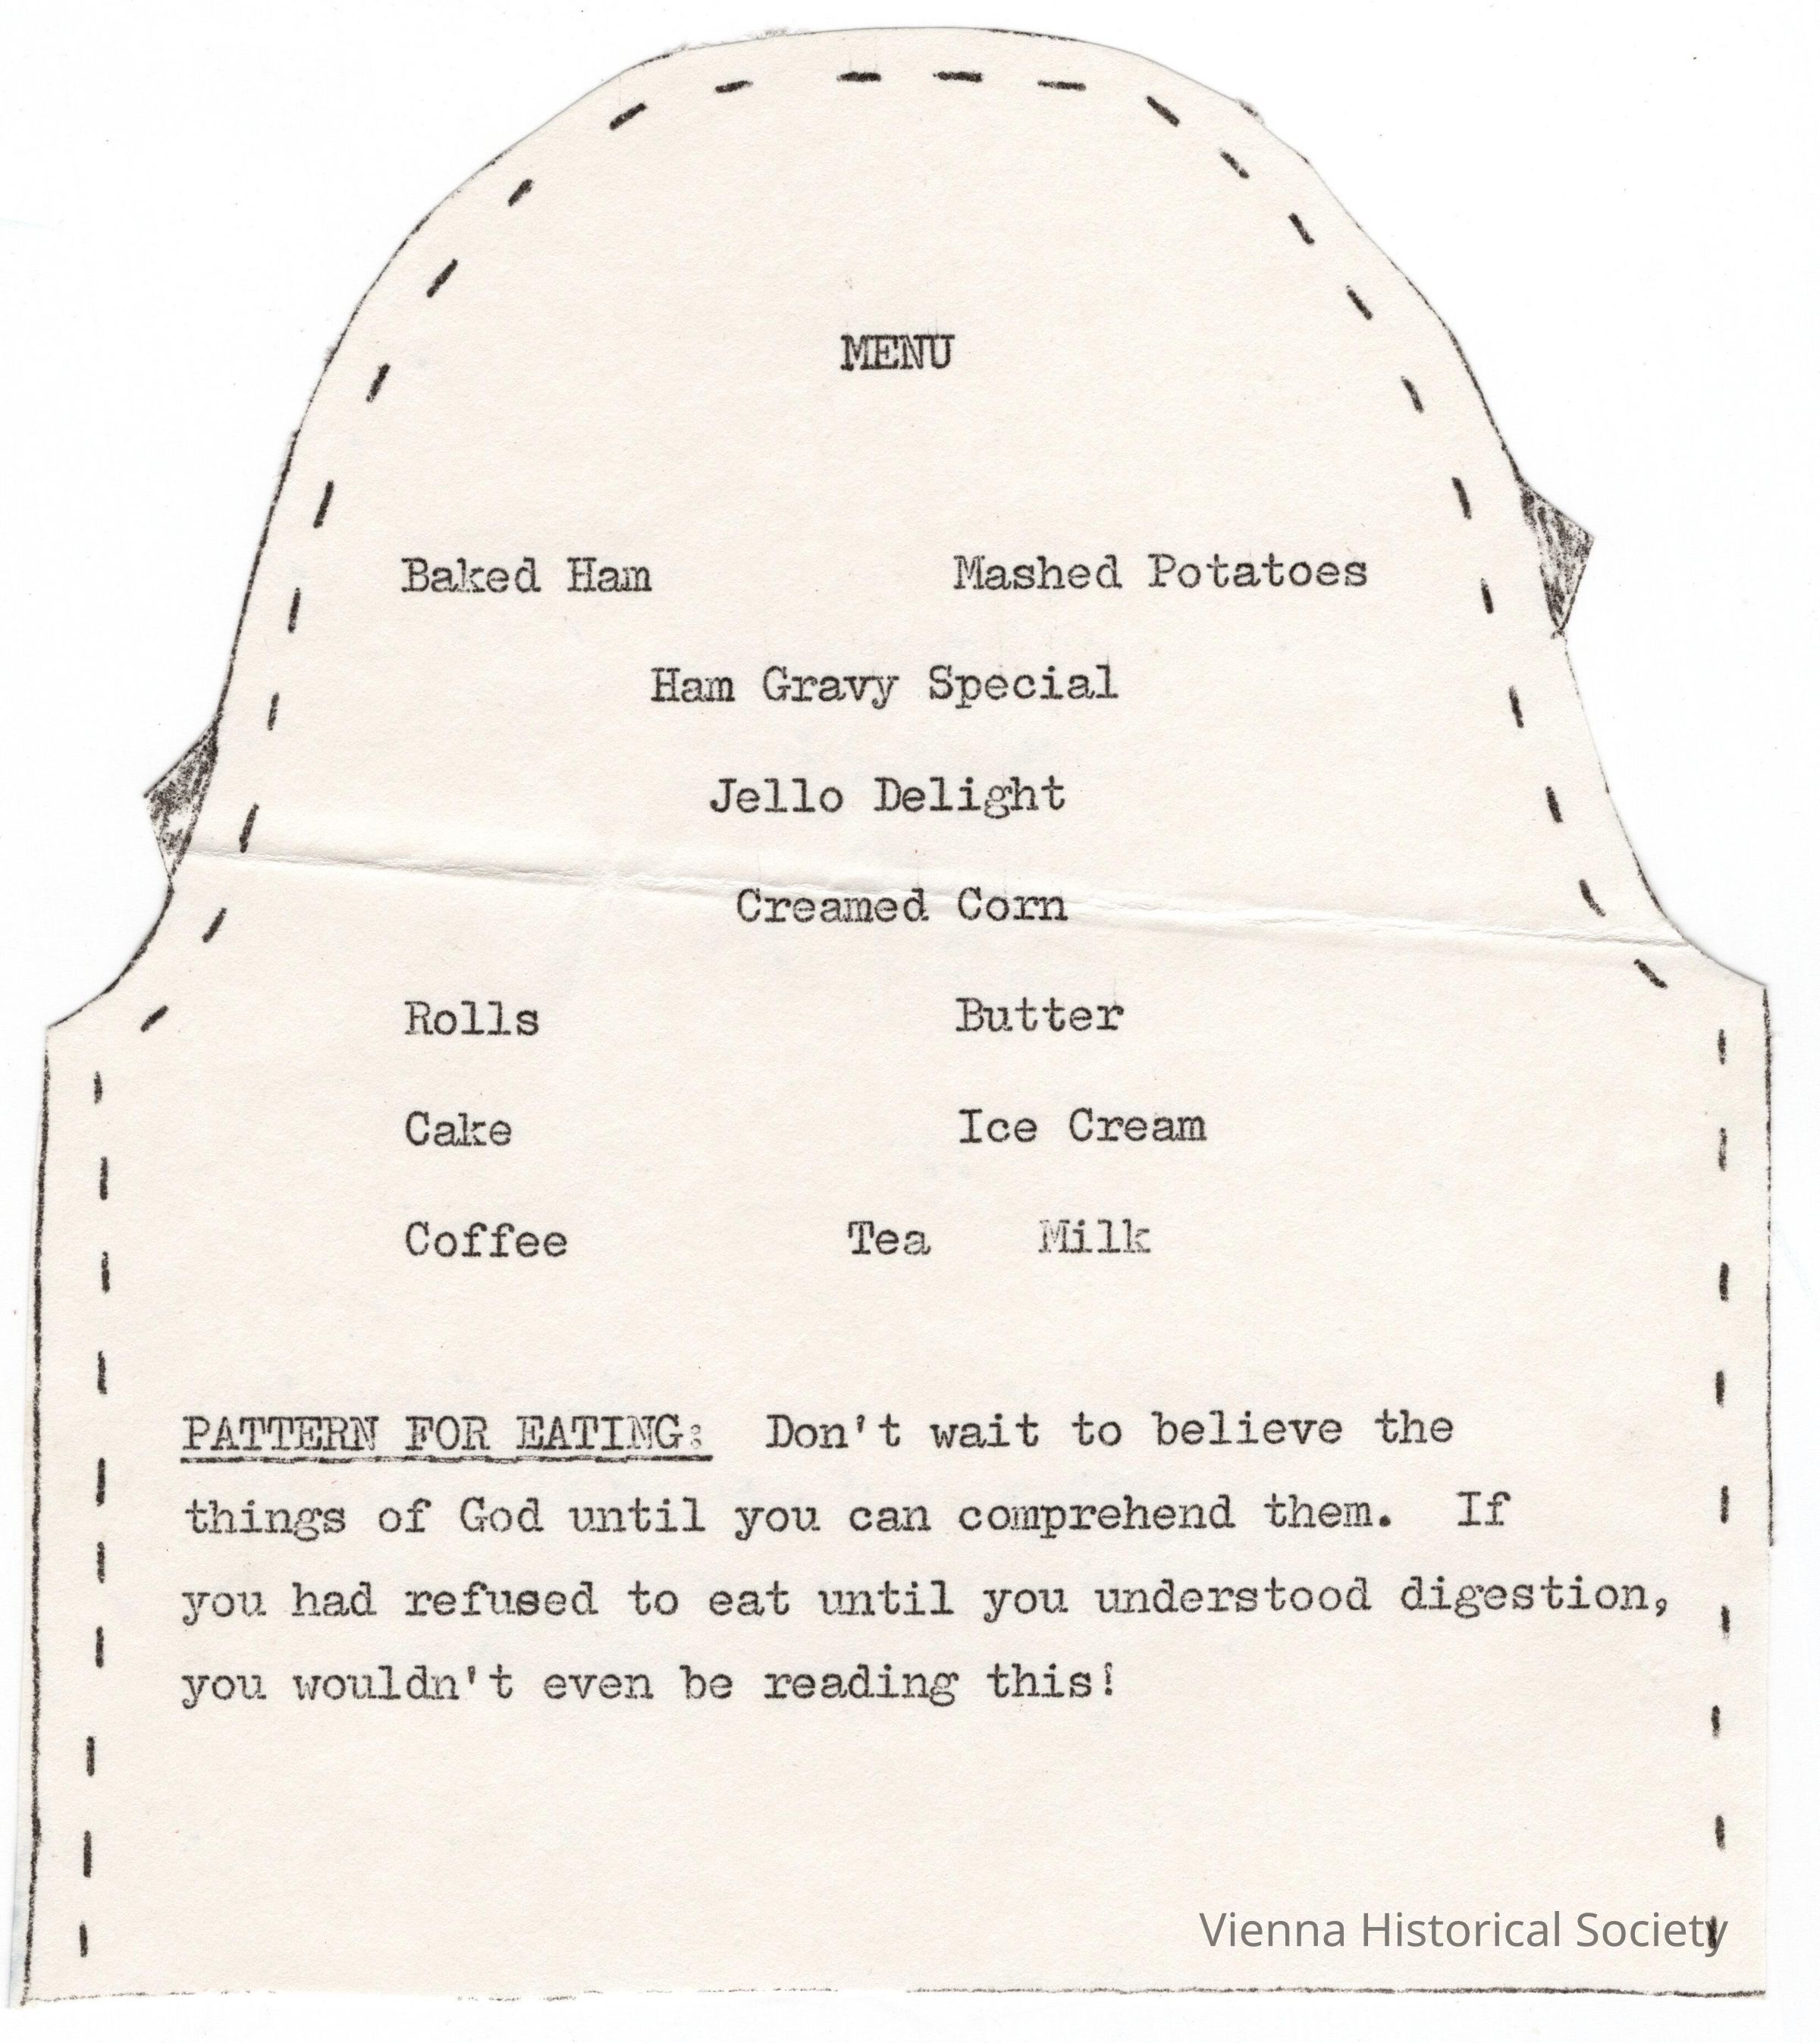 MENU
Baked Ham Mashed Potatoes
Ham Gravy Special
Jello Delight
Creamed Corn
Rolls Butter
Cake Ice Cream
Coffee Tea Milk
PATTERN FOR EATING: Don't wait to believe the
things of God until you can comprehend them. If
you had refused to eat until you understood digestion,
you wouldn't even be reading this!
Vienna Historical Society